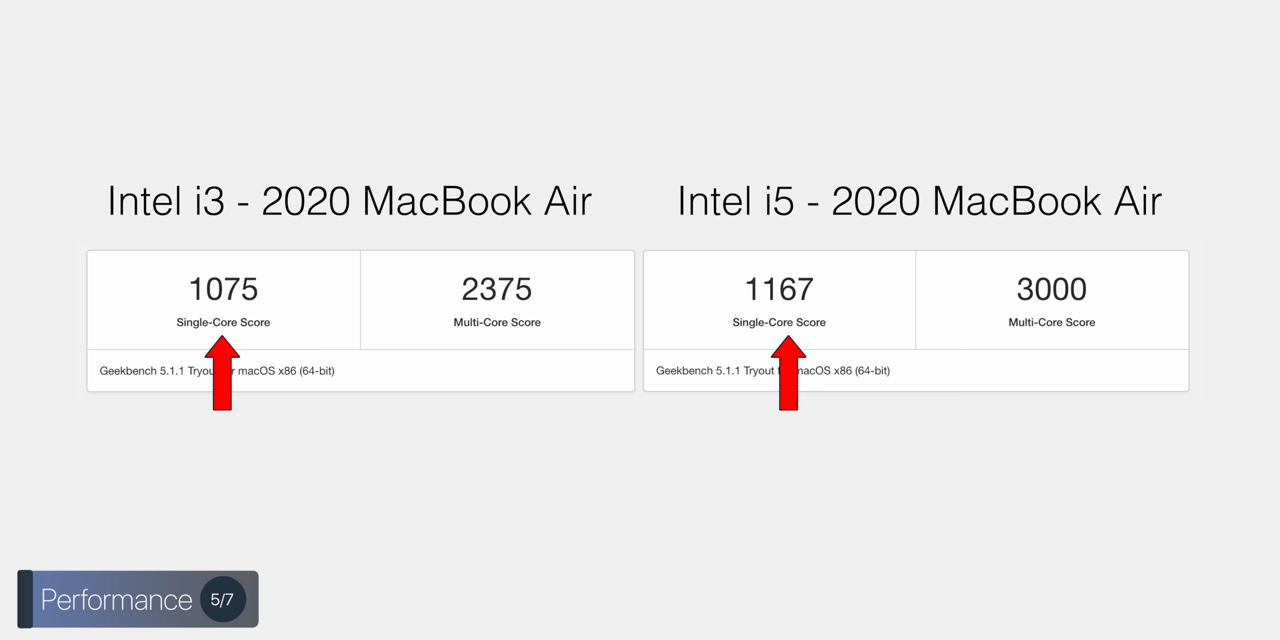 Intel i3 - 2020 MacBook Air
1075
Single-Core Score
2375
Multi-Core Score
Geekbench 5.1.1 macOS x86 (64-bit)
Intel i5 - 2020 MacBook Air
1167
Single-Core Score
3000
Multi-Core Score
Geekbench 5.1.1 Tryout macOS x86 (64-bit)
Performance 5/7